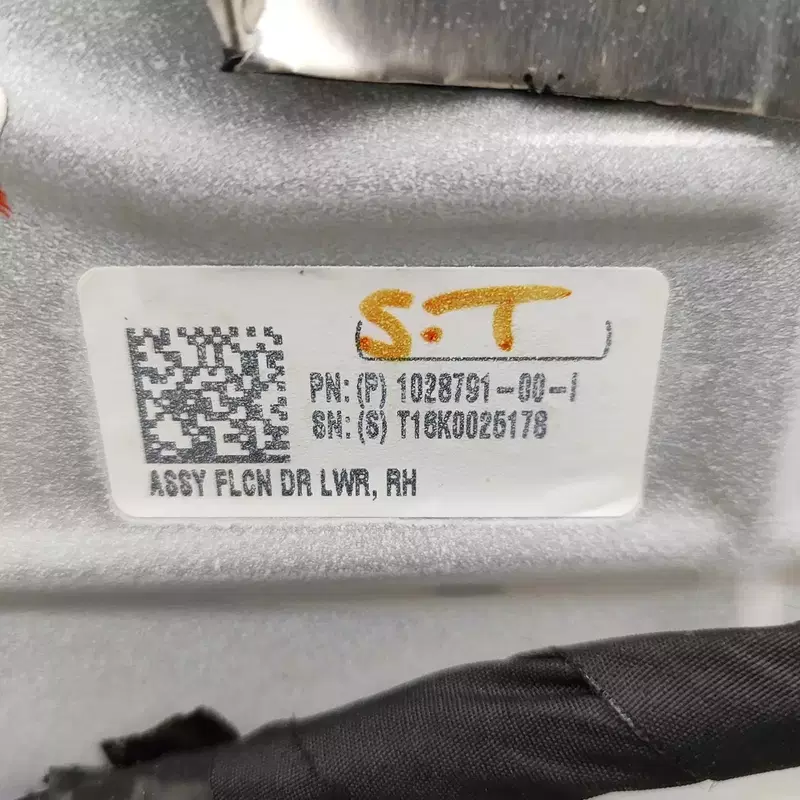 S.T
PN: (P) 1028791-00-I
SN: (S) T16K0025178
ASSY FLCN DR LWR, RH